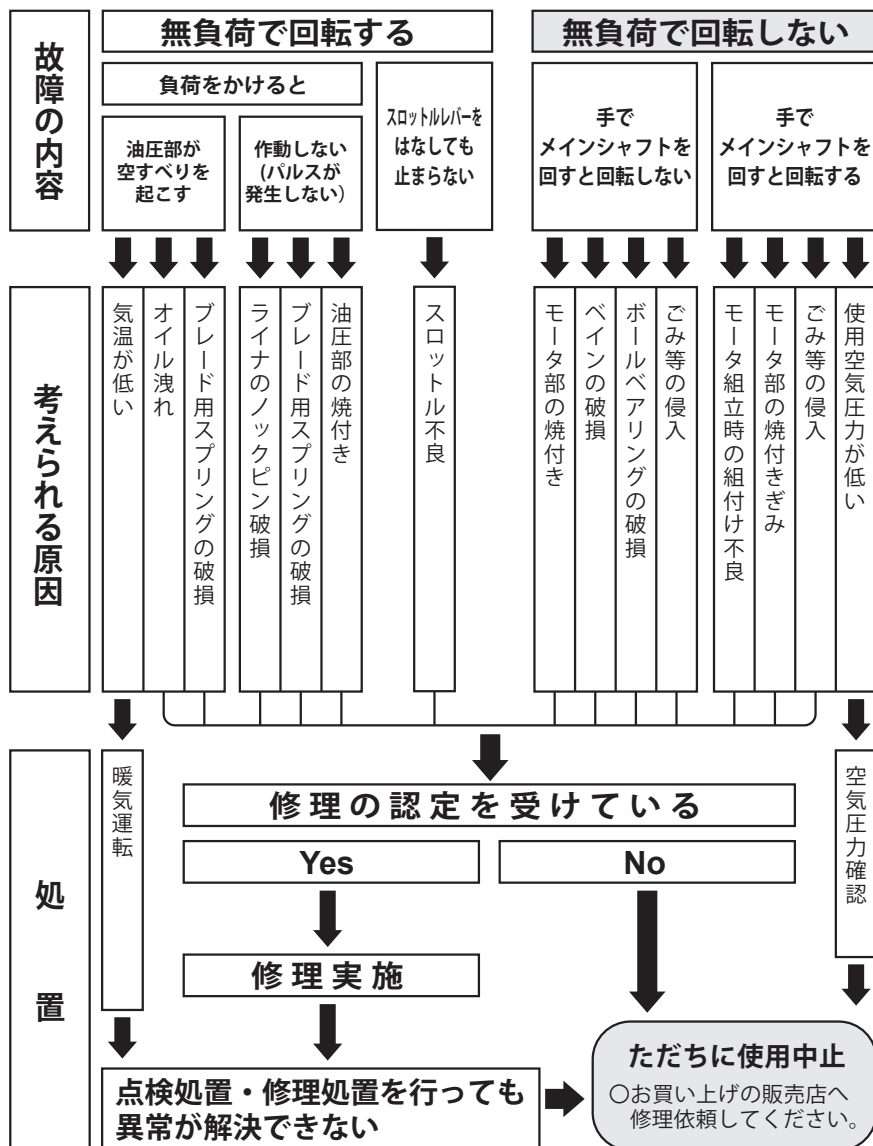 故障の内容
無負荷で回転する
無負荷で回転しない
負荷をかけると
油圧部が
空すべりを
起こす
作動しない
(パルスが
発生しない)
スロットルレバーを
はなしても
止まらない
手で
メインシャフトを
回すと回転しない
手で
メインシャフトを
回すと回転する
考えられる原因
気温が低い
オイル洩れ
ブレード用スプリングの破損
ライナのノックピン破損
ブレード用スプリングの破損
油圧部の焼付き
スロットル不良
モータ部の焼付き
ベインの破損
ボールベアリングの破損
ごみ等の侵入
モータ組立時の組付け不良
モータ部の焼付きぎみ
ごみ等の侵入
使用空気圧力が低い
処置
暖気運転
修理の認定を受けている
Yes
No
修理実施
空気圧力確認
点検処置・修理処置を行っても
異常が解決できない
ただちに使用中止
○お買い上げの販売店へ
修理依頼してください。